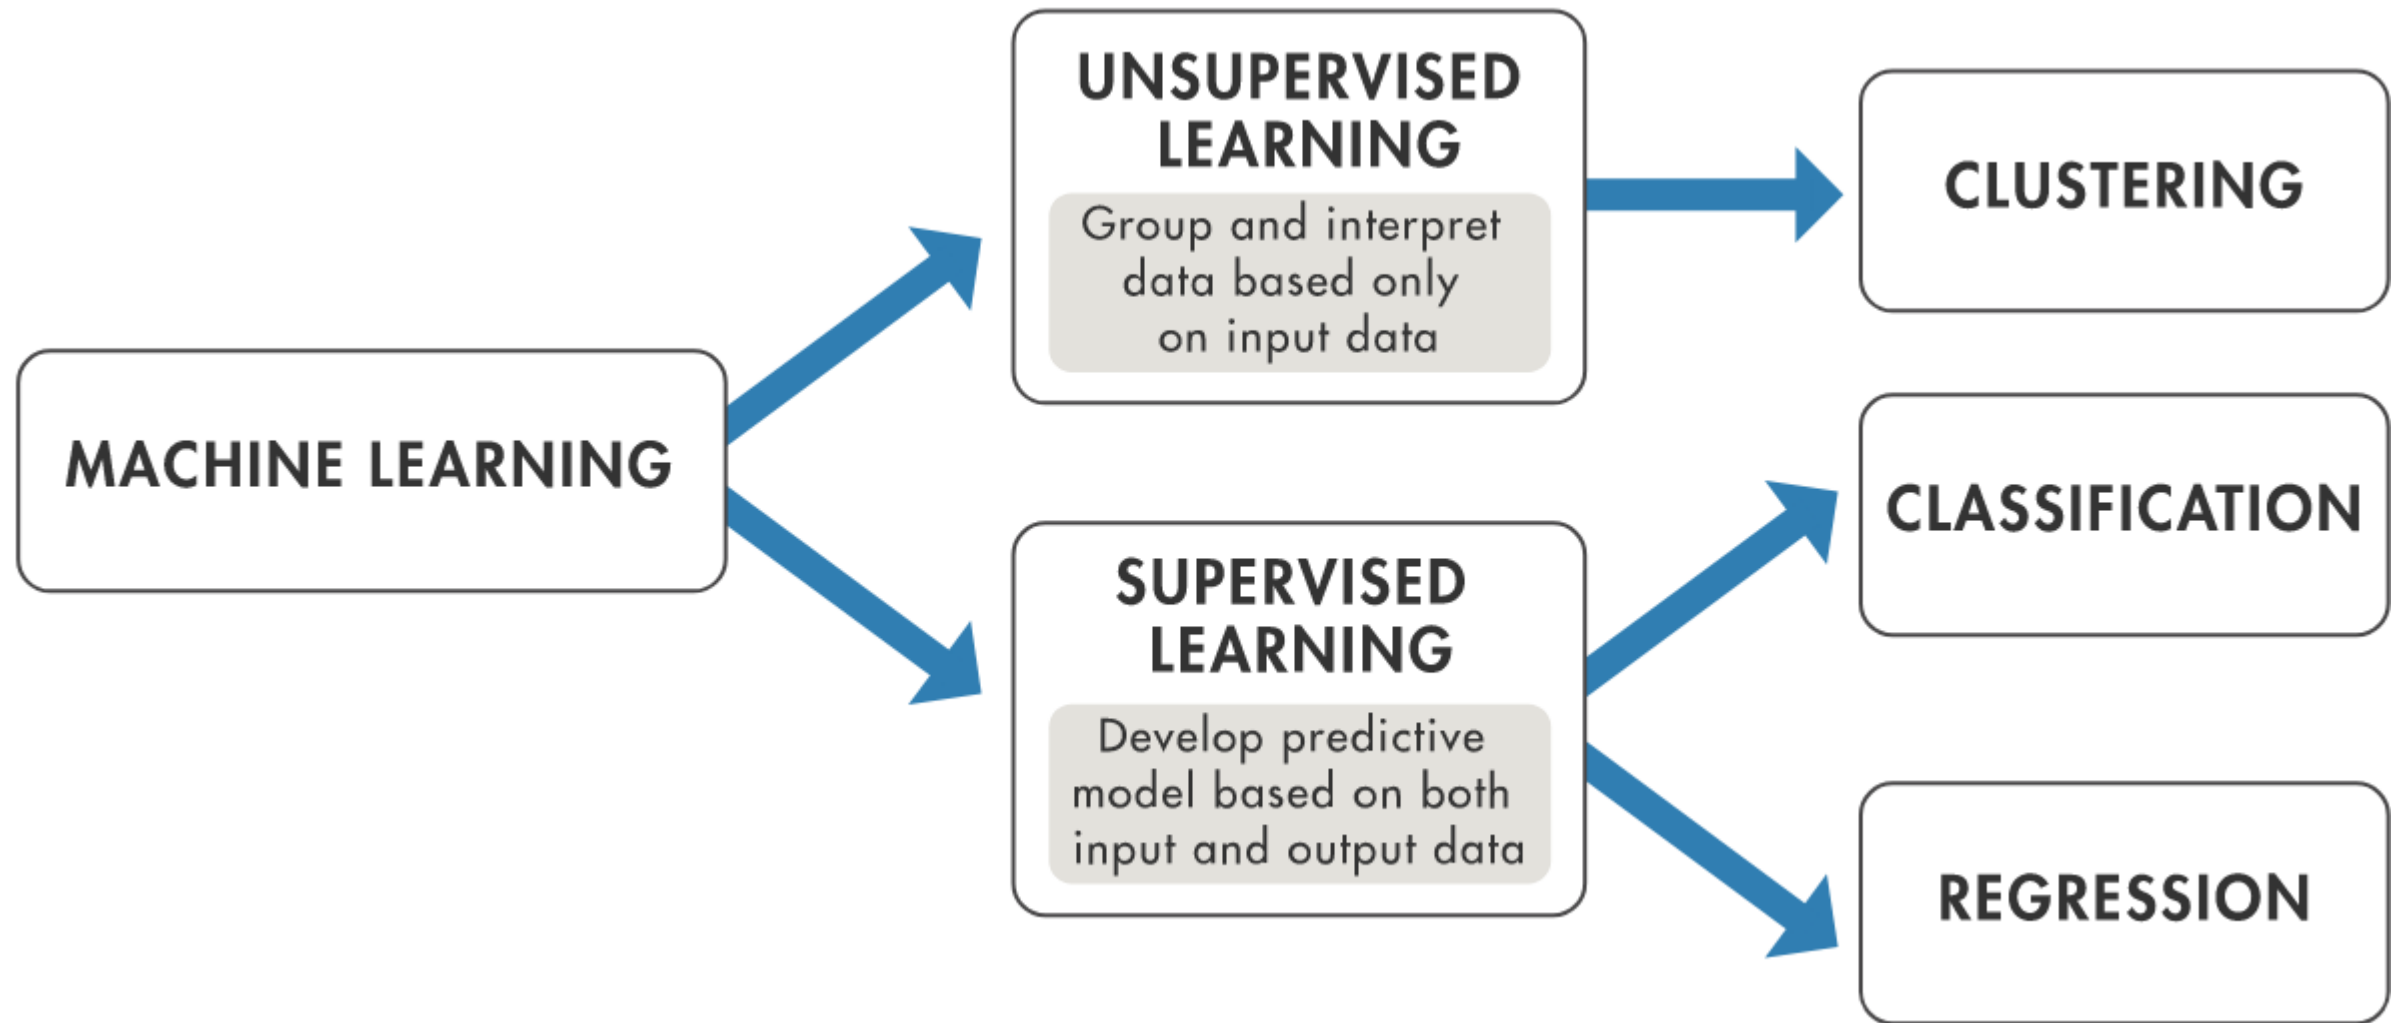 MACHINE LEARNING
UNSUPERVISED
LEARNING
Group and interpret
data based only
on input data
SUPERVISED
LEARNING
Develop predictive
model based on both
input and output data
CLUSTERING
CLASSIFICATION
REGRESSION